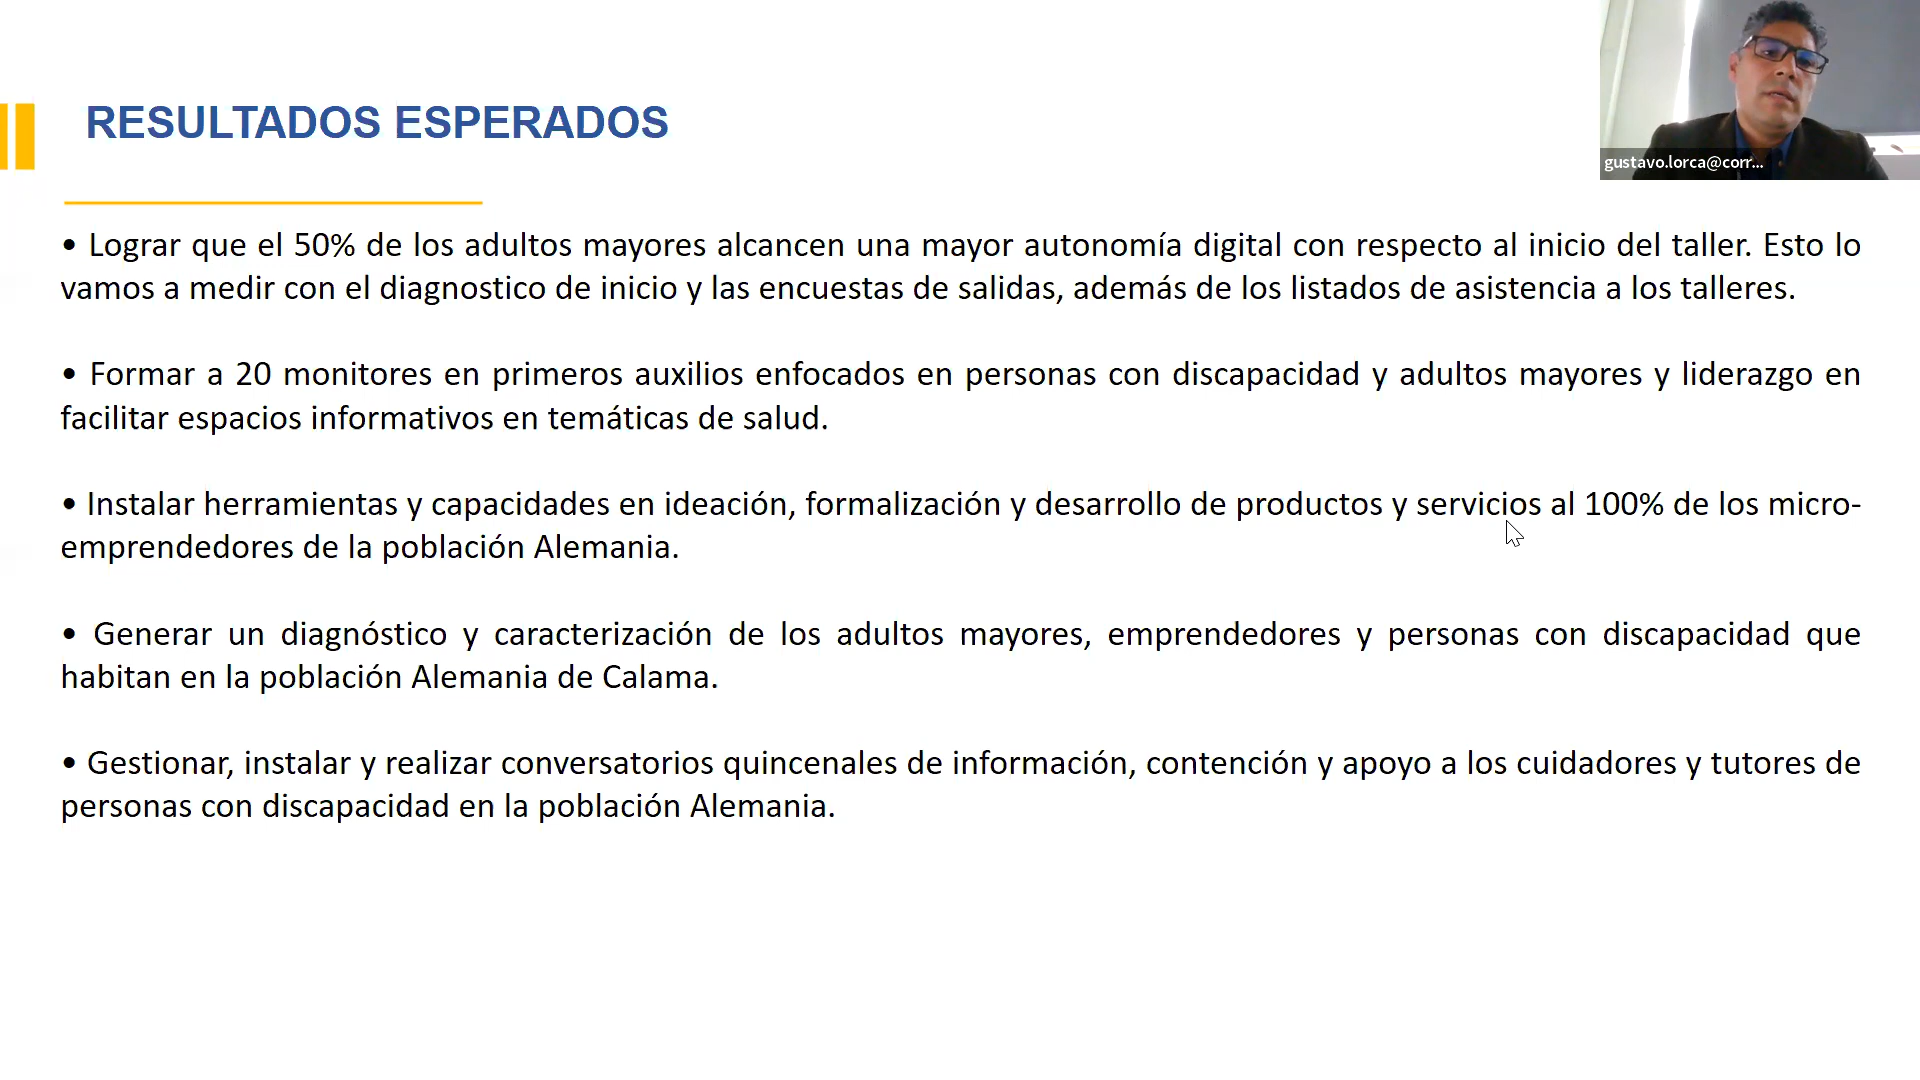 RESULTADOS ESPERADOS
gustavo.lorca@corr...
• Lograr que el 50% de los adultos mayores alcancen una mayor autonomía digital con respecto al inicio del taller. Esto lo
vamos a medir con el diagnostico de inicio y las encuestas de salidas, además de los listados de asistencia a los talleres.
• Formar a 20 monitores en primeros auxilios enfocados en personas con discapacidad y adultos mayores y liderazgo en
facilitar espacios informativos en temáticas de salud.
• Instalar herramientas y capacidades en ideación, formalización y desarrollo de productos y servicios al 100% de los micro-
emprendedores de la población Alemania.
• Generar un diagnóstico y caracterización de los adultos mayores, emprendedores y personas con discapacidad que
habitan en la población Alemania de Calama.
• Gestionar, instalar y realizar conversatorios quincenales de información, contención y apoyo a los cuidadores y tutores de
personas con discapacidad en la población Alemania.